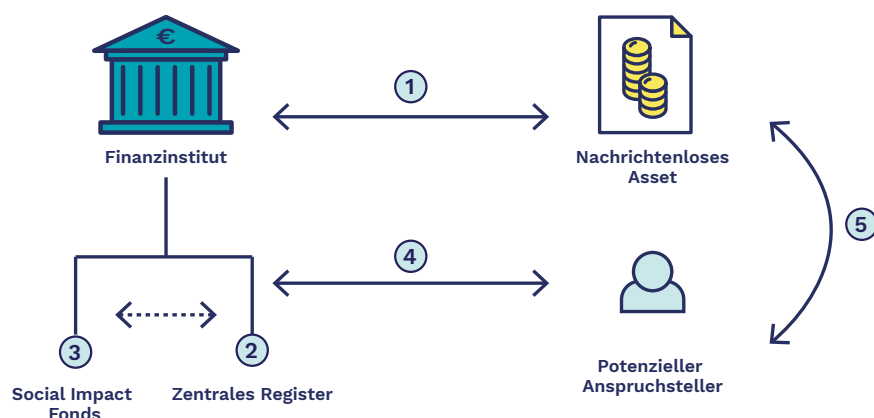 €
1
Finanzinstitut
Nachrichtenloses
Asset
5
4
3
2
Potenzieller
Anspruchsteller
Social Impact
Fonds
Zentrales Register